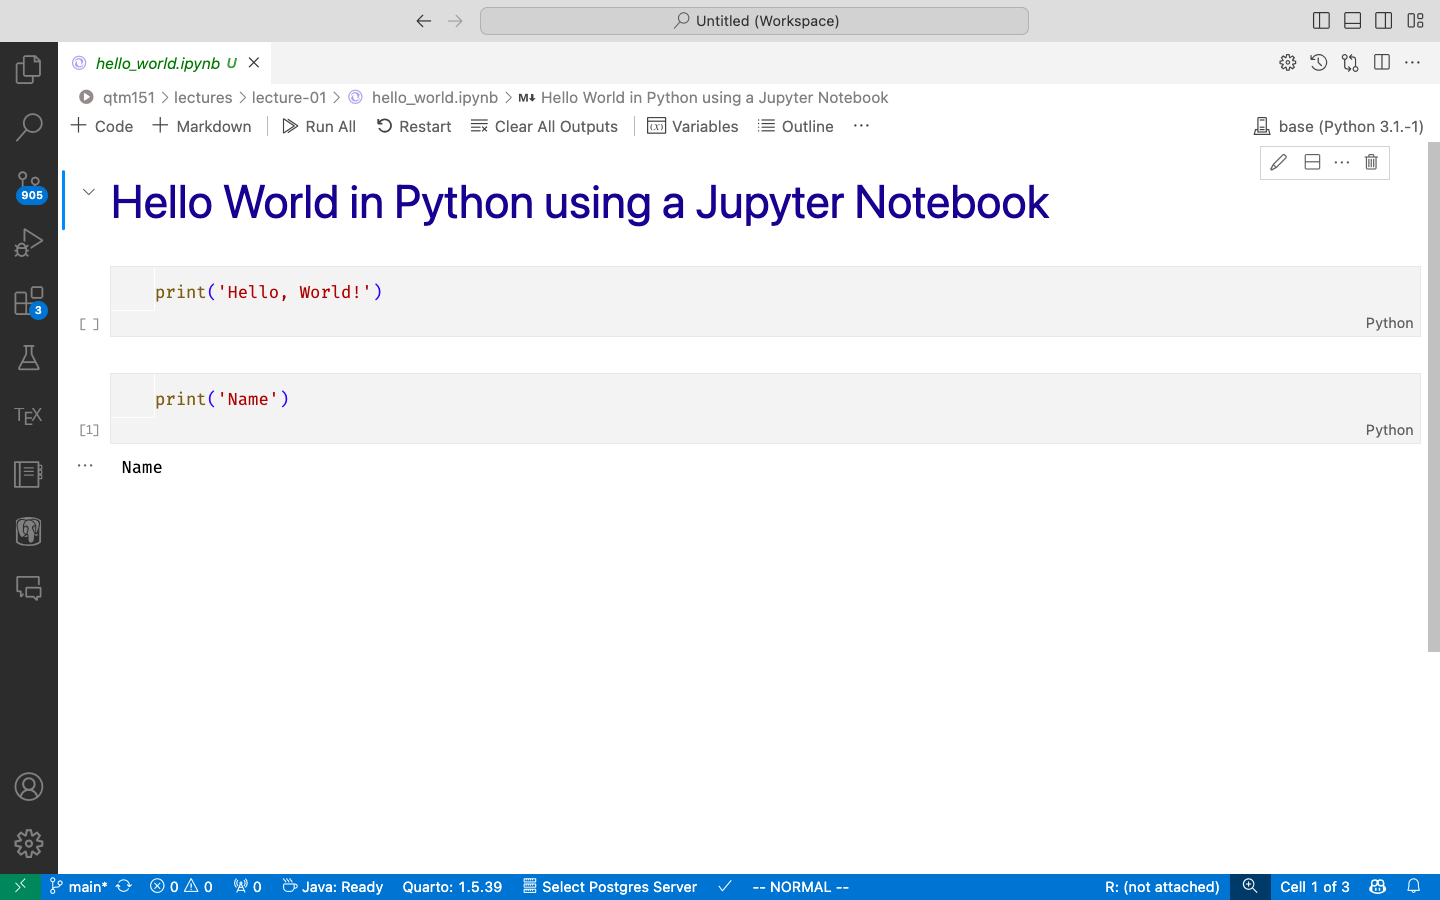 Untitled (Workspace)
hello_world.ipynb U
qtm151 > lectures > lecture-01 > hello_world.ipynb > M↓ Hello World in Python using a Jupyter Notebook
+ Code + Markdown Run All Restart Clear All Outputs Variables Outline ··· base (Python 3.1.-1)
Hello World in Python using a Jupyter Notebook
print('Hello, World!')
[ ] Python
print('Name')
[1] Python
··· Name
905
3
TEX
main* 0 0 0 Java: Ready Quarto: 1.5.39 Select Postgres Server -- NORMAL -- R: (not attached) Cell 1 of 3